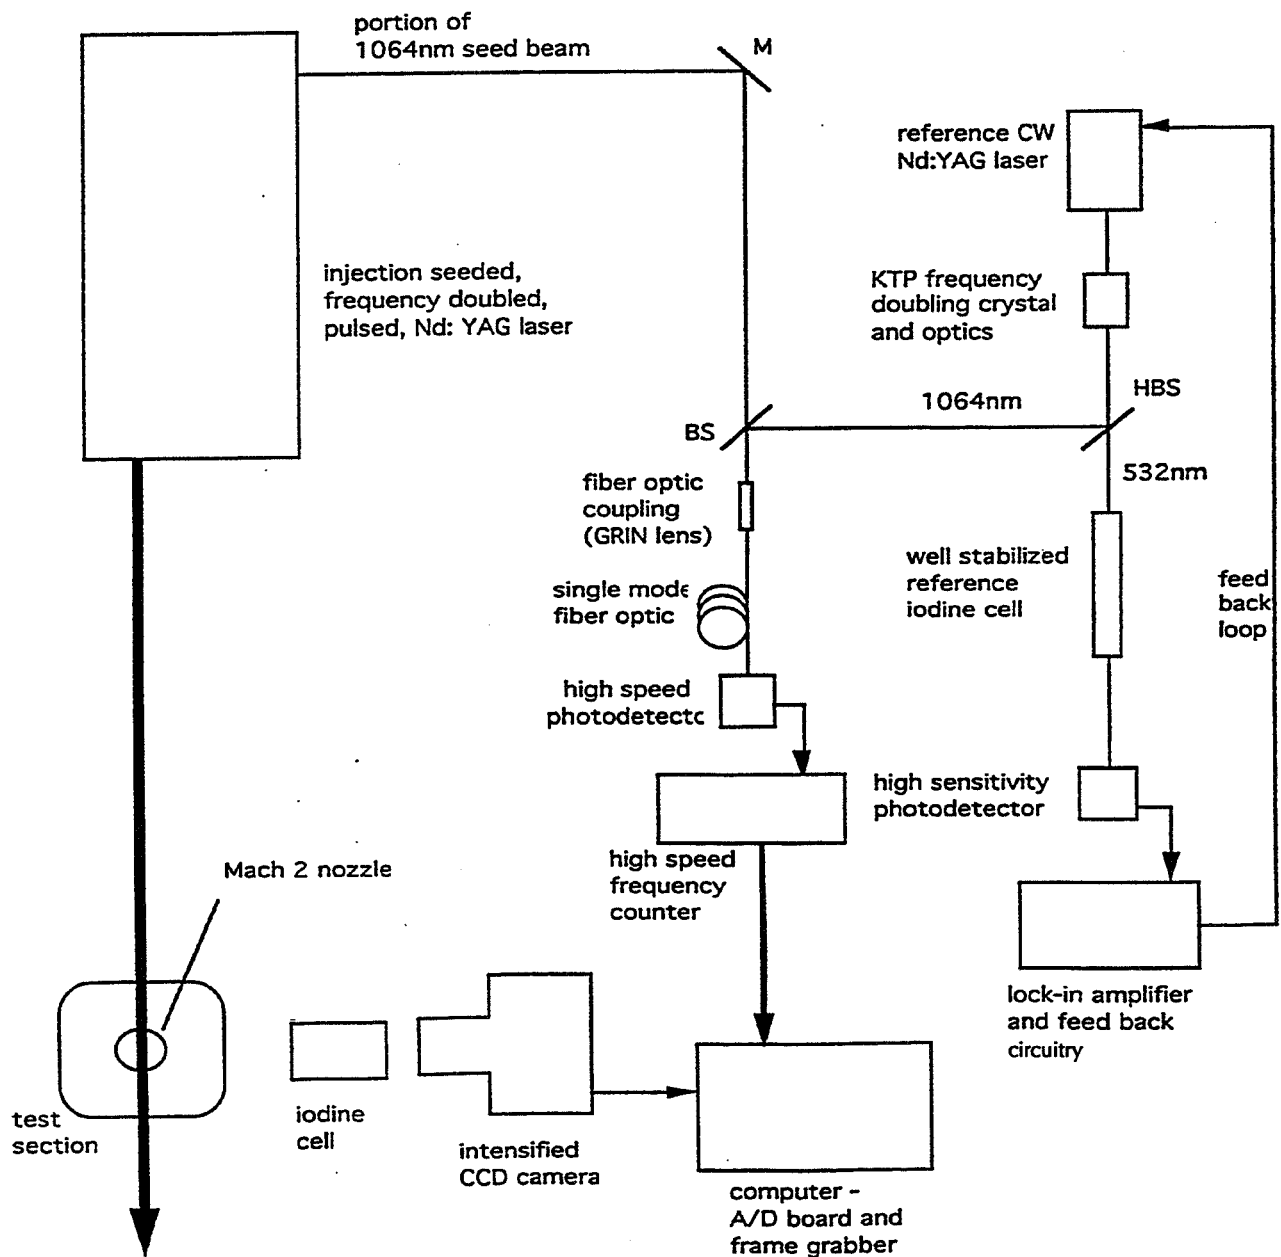 portion of
1064nm seed beam
M
reference CW
Nd:YAG laser
injection seeded,
frequency doubled,
pulsed, Nd: YAG laser
KTP frequency
doubling crystal
and optics
1064nm
HBS
BS
532nm
fiber optic
coupling
(GRIN lens)
well stabilized
reference
iodine cell
single mode
fiber optic
feed
back
loop
high speed
photodetectc
high sensitivity
photodetector
Mach 2 nozzle
high speed
frequency
counter
lock-in amplifier
and feed back
circuitry
test
section
iodine
cell
intensified
CCD camera
computer -
A/D board and
frame grabber